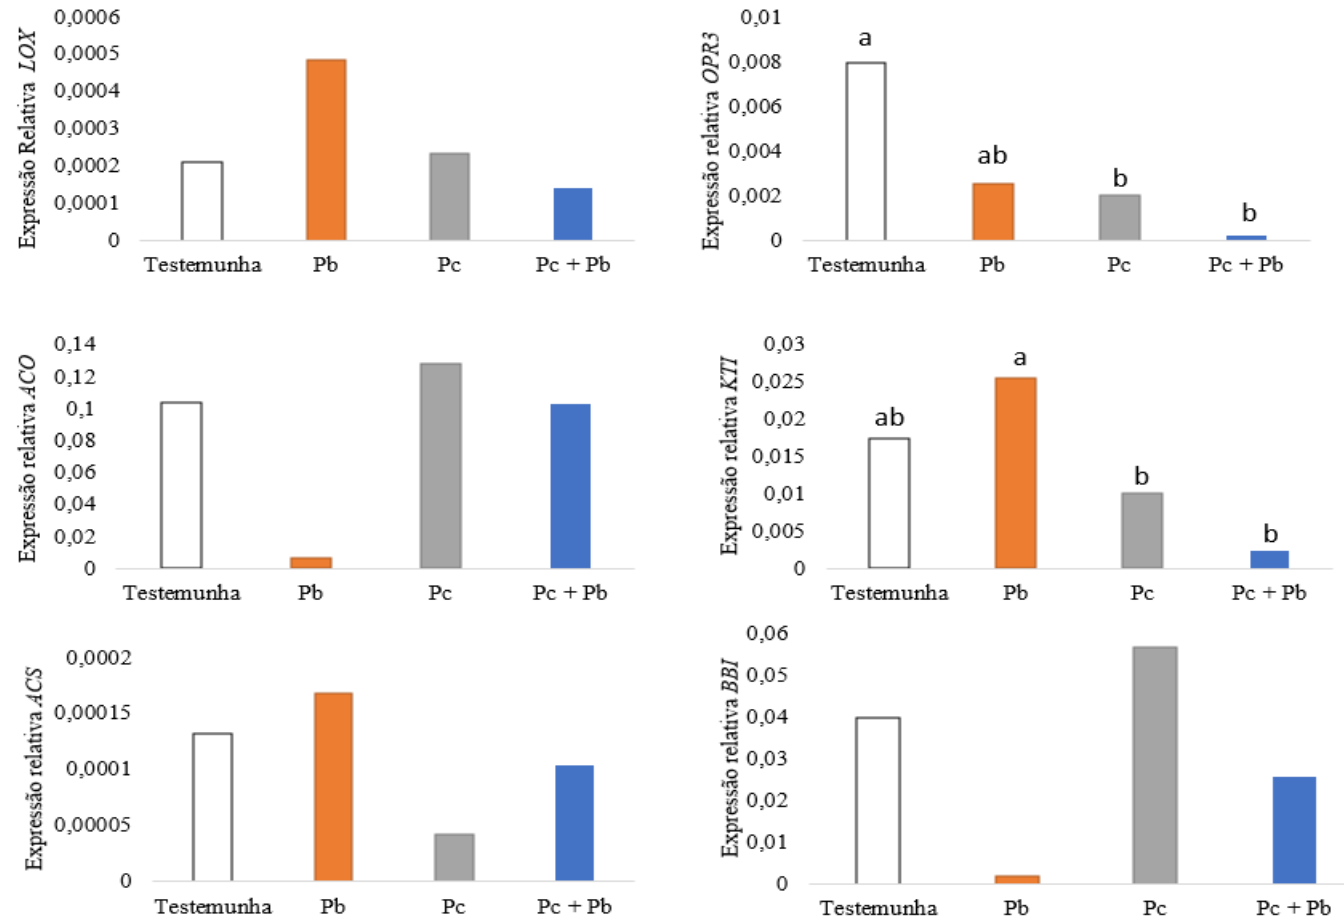 Expressão Relativa LOX
0,0006
0,0005
0,0004
0,0003
0,0002
0,0001
0
Testemunha Pb Pc Pc + Pb
Expressão relativa OPR3
0,01
0,008
0,006
0,004
0,002
0
a
ab
b
b
Testemunha Pb Pc Pc + Pb
Expressão relativa ACO
0,14
0,12
0,1
0,08
0,06
0,04
0,02
0
Testemunha Pb Pc Pc + Pb
Expressão relativa KTI
0,03
0,025
0,02
0,015
0,01
0,005
0
ab
a
b
b
Testemunha Pb Pc Pc + Pb
Expressão relativa ACS
0,0002
0,00015
0,0001
0,00005
0
Testemunha Pb Pc Pc + Pb
Expressão relativa BBI
0,06
0,05
0,04
0,03
0,02
0,01
0
Testemunha Pb Pc Pc + Pb